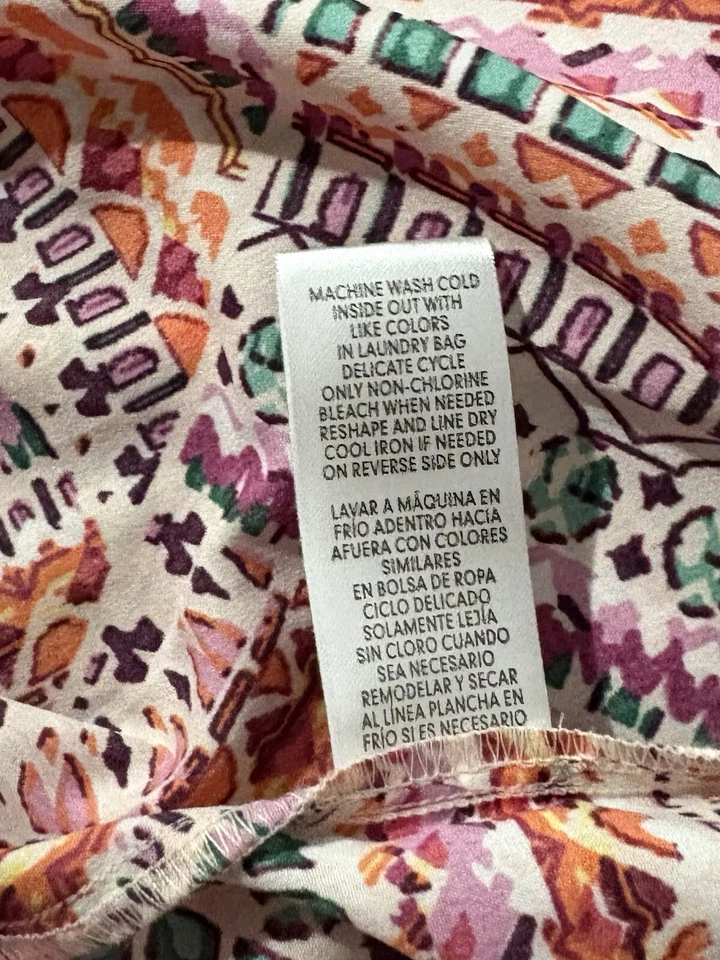 MACHINE WASH COLD
INSIDE OUT WITH
LIKE COLORS
IN LAUNDRY BAG
DELICATE CYCLE
ONLY NON-CHLORINE
BLEACH WHEN NEEDED
RESHAPE AND LINE DRY
COOL IRON IF NEEDED
ON REVERSE SIDE ONLY
LAVAR A MÁQUINA EN
FRÍO ADENTRO HACIA
AFUERA CON COLORES
SIMILARES
EN BOLSA DE ROPA
CICLO DELICADO
SOLAMENTE LEJÍA
SIN CLORO CUANDO
SEA NECESARIO
REMODELAR Y SECAR
AL LÍNEA PLANCHA EN
FRÍO SI ES NECESARIO